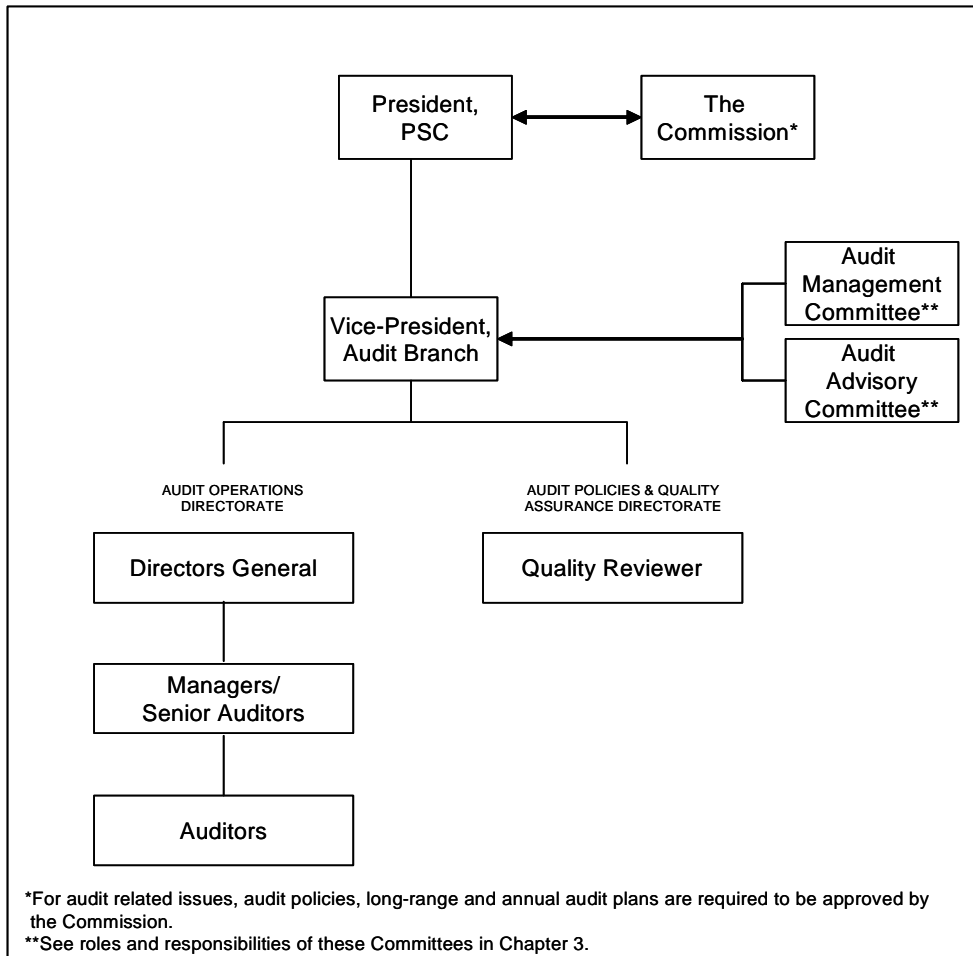 President,
PSC
The
Commission*
Audit
Management
Committee**
Vice-President,
Audit Branch
Audit
Advisory
Committee**
AUDIT OPERATIONS
DIRECTORATE
AUDIT POLICIES & QUALITY
ASSURANCE DIRECTORATE
Directors General
Quality Reviewer
Managers/
Senior Auditors
Auditors
*For audit related issues, audit policies, long-range and annual audit plans are required to be approved by
the Commission.
**See roles and responsibilities of these Committees in Chapter 3.